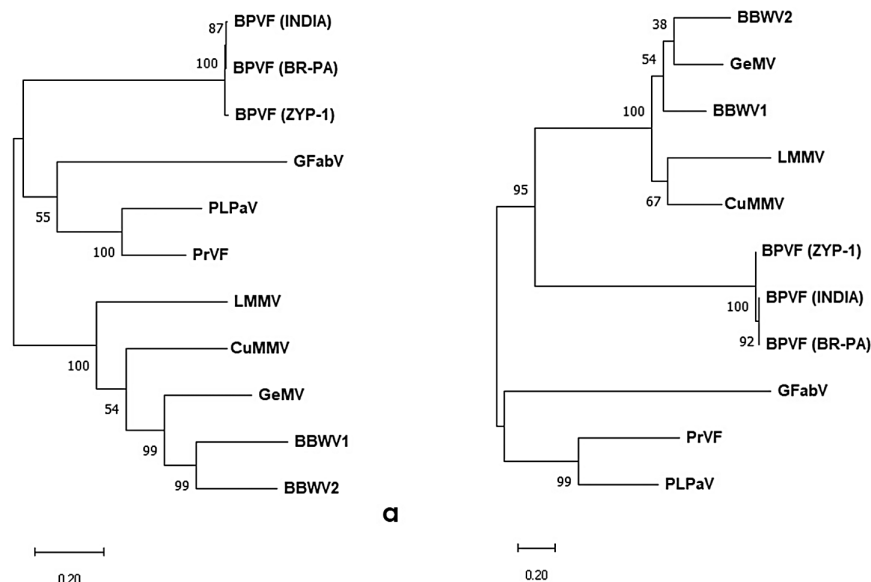 87
BPVF (INDIA)
100
BPVF (BR-PA)
BPVF (ZYP-1)
GFabV
55
PLPaV
100
PrVF
LMMV
100
CuMMV
54
GeMV
99
BBWV1
99
BBWV2
0.20
a
38
BBWV2
54
GeMV
100
BBWV1
LMMV
67
CuMMV
95
BPVF (ZYP-1)
100
BPVF (INDIA)
92
BPVF (BR-PA)
GFabV
PrVF
99
PLPaV
0.20